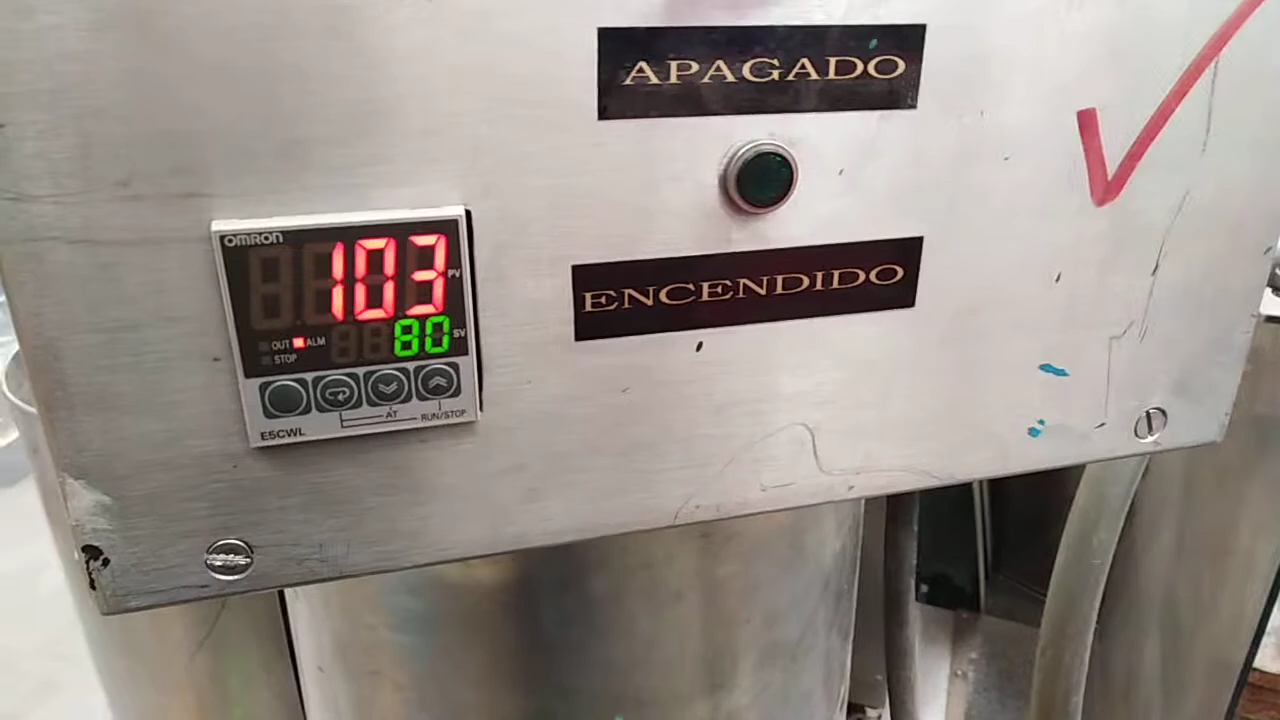 APAGADO
OMRON
103 PV
ENCENDIDO
80 SV
OUT ALM
STOP
AT RUN/STOP
E5CWL